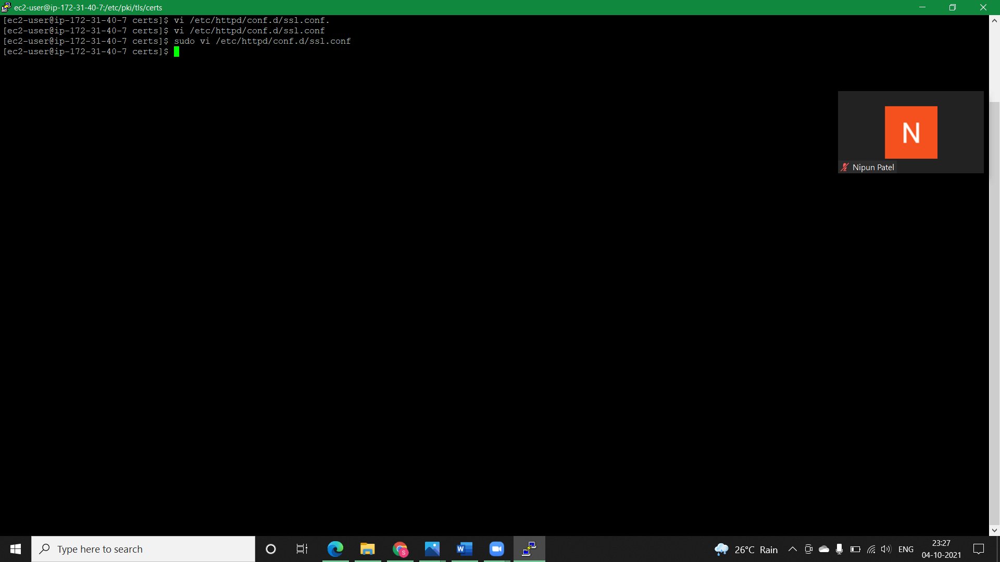 ec2-user@ip-172-31-40-7:/etc/pki/tls/certs
[ec2-user@ip-172-31-40-7 certs]$ vi /etc/httpd/conf.d/ssl.conf.
[ec2-user@ip-172-31-40-7 certs]$ vi /etc/httpd/conf.d/ssl.conf
[ec2-user@ip-172-31-40-7 certs]$ sudo vi /etc/httpd/conf.d/ssl.conf
[ec2-user@ip-172-31-40-7 certs]$
N
Nipun Patel
Type here to search
S
W
26°C Rain
ENG
23:27
04-10-2021